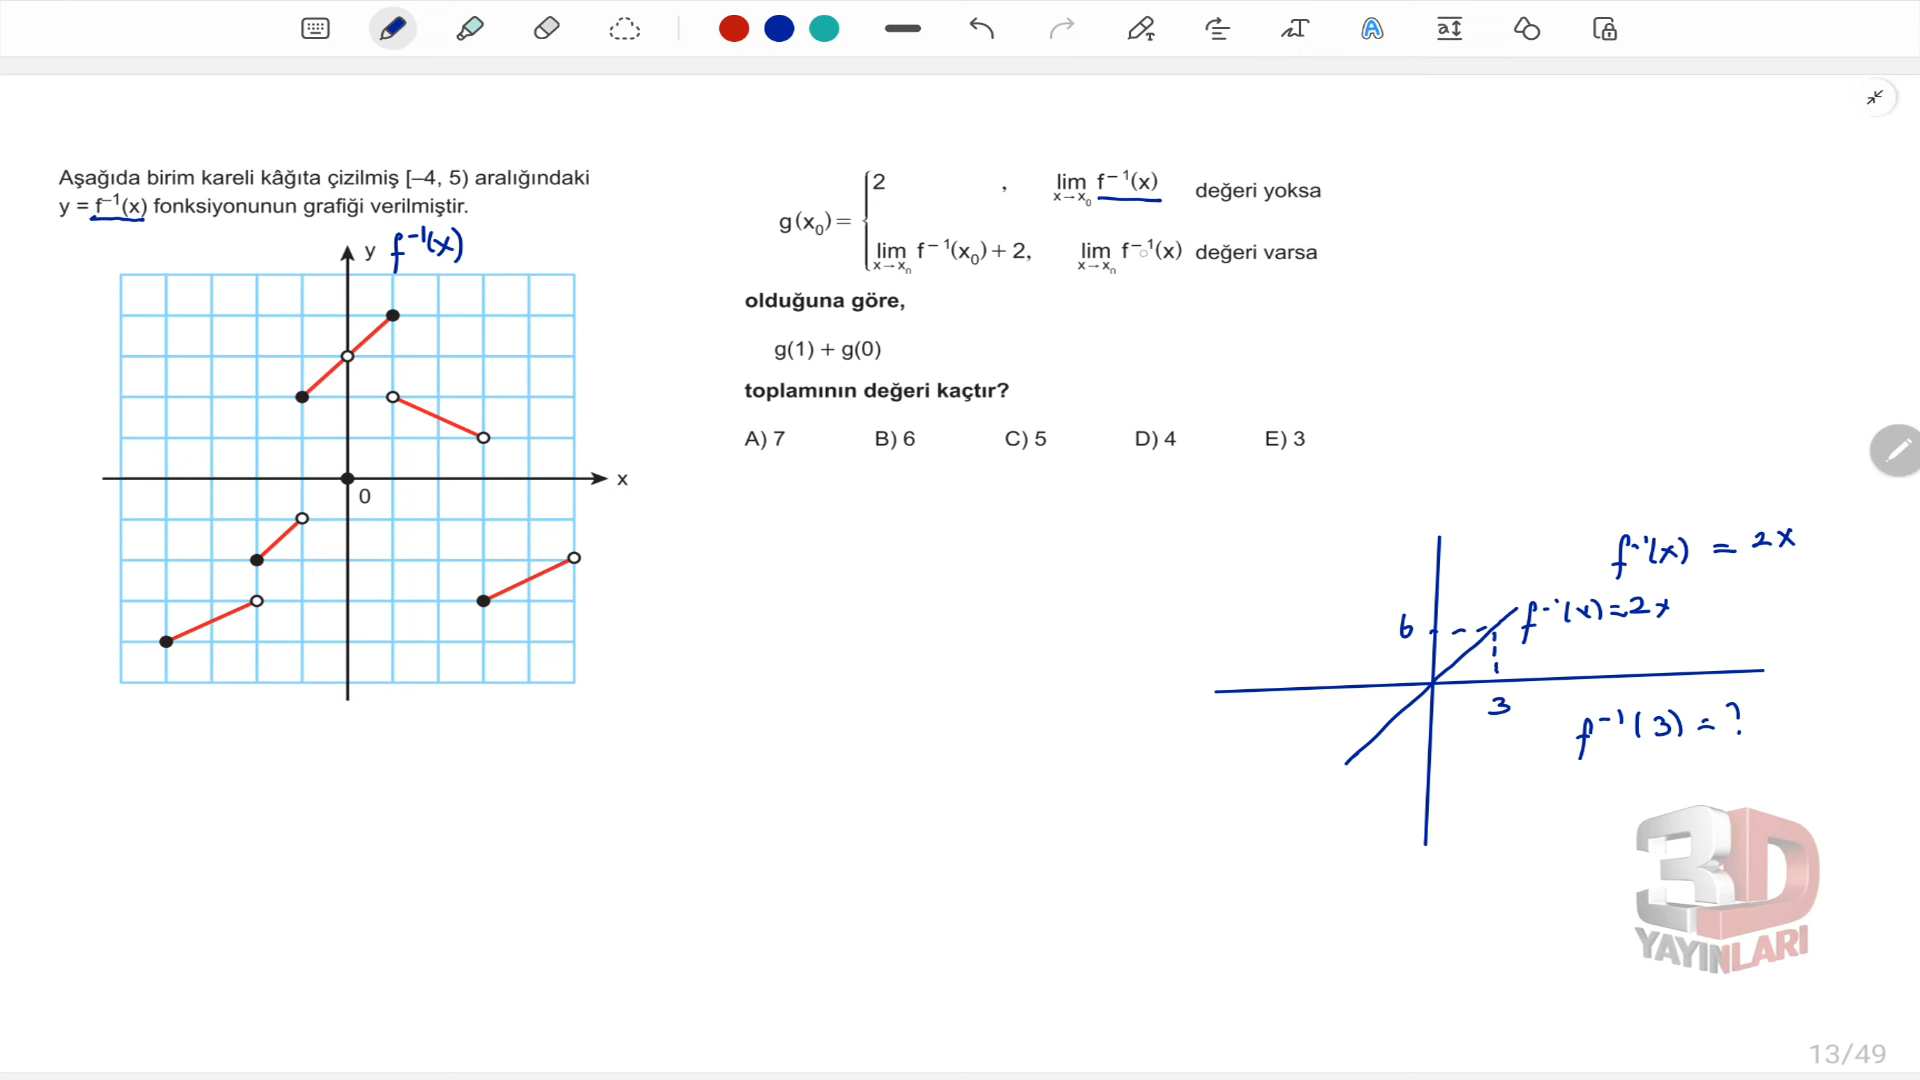 Aşağıda birim kareli kâğıta çizilmiş [–4, 5) aralığındaki
y = f⁻¹(x) fonksiyonunun grafiği verilmiştir.
y f⁻¹(x)
x
0
2 , lim f⁻¹(x) değeri yoksa
x→x₀
g(x₀) =
lim f⁻¹(x₀) + 2, lim f⁻¹(x) değeri varsa
x→x₀ x→x₀
olduğuna göre,
g(1) + g(0)
toplamının değeri kaçtır?
A) 7 B) 6 C) 5 D) 4 E) 3
f⁻¹(x) = 2x
6 f⁻¹(x)=2x
3
f⁻¹(3) = ?
3D
YAYINLARI
13/49